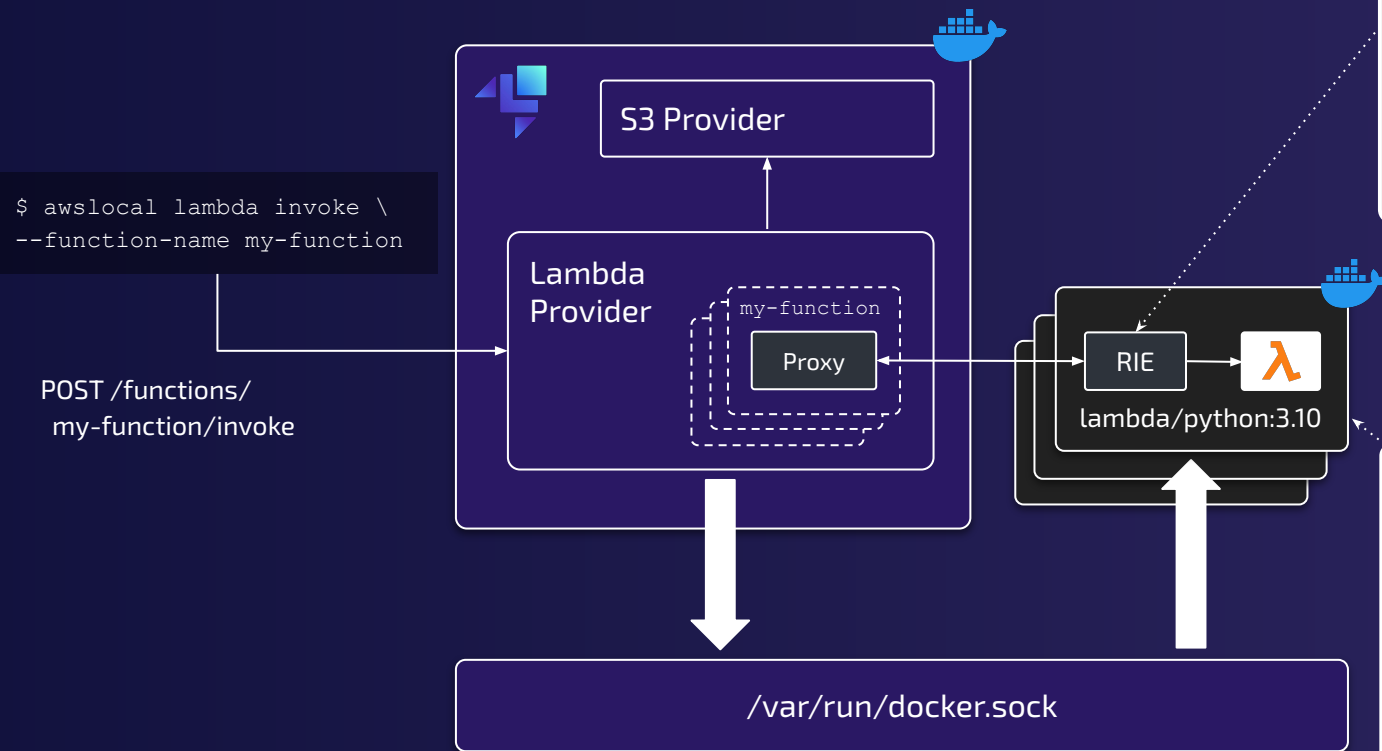 S3 Provider
$ awslocal lambda invoke \
--function-name my-function
Lambda
Provider
my-function
Proxy
RIE
λ
lambda/python:3.10
POST /functions/
my-function/invoke
/var/run/docker.sock